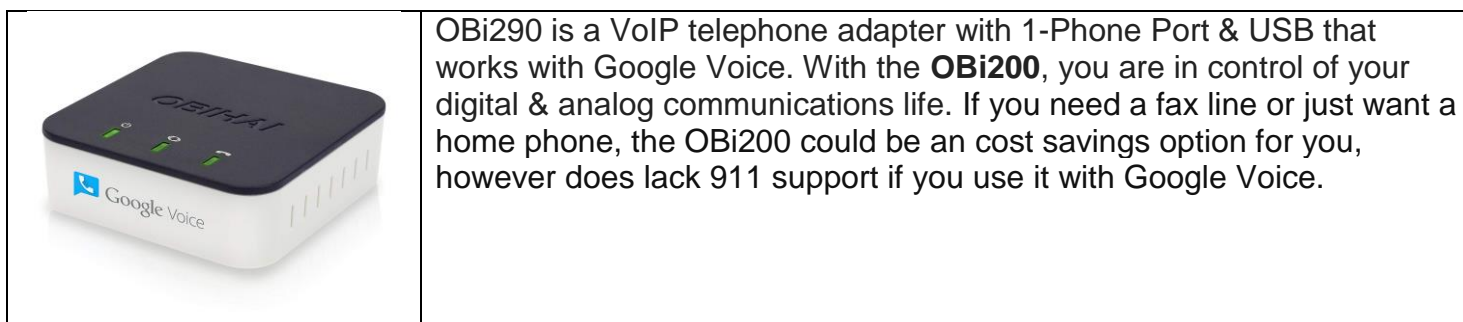 OBIHAI
Google Voice
OBi290 is a VoIP telephone adapter with 1-Phone Port & USB that
works with Google Voice. With the OBi200, you are in control of your
digital & analog communications life. If you need a fax line or just want a
home phone, the OBi200 could be an cost savings option for you,
however does lack 911 support if you use it with Google Voice.